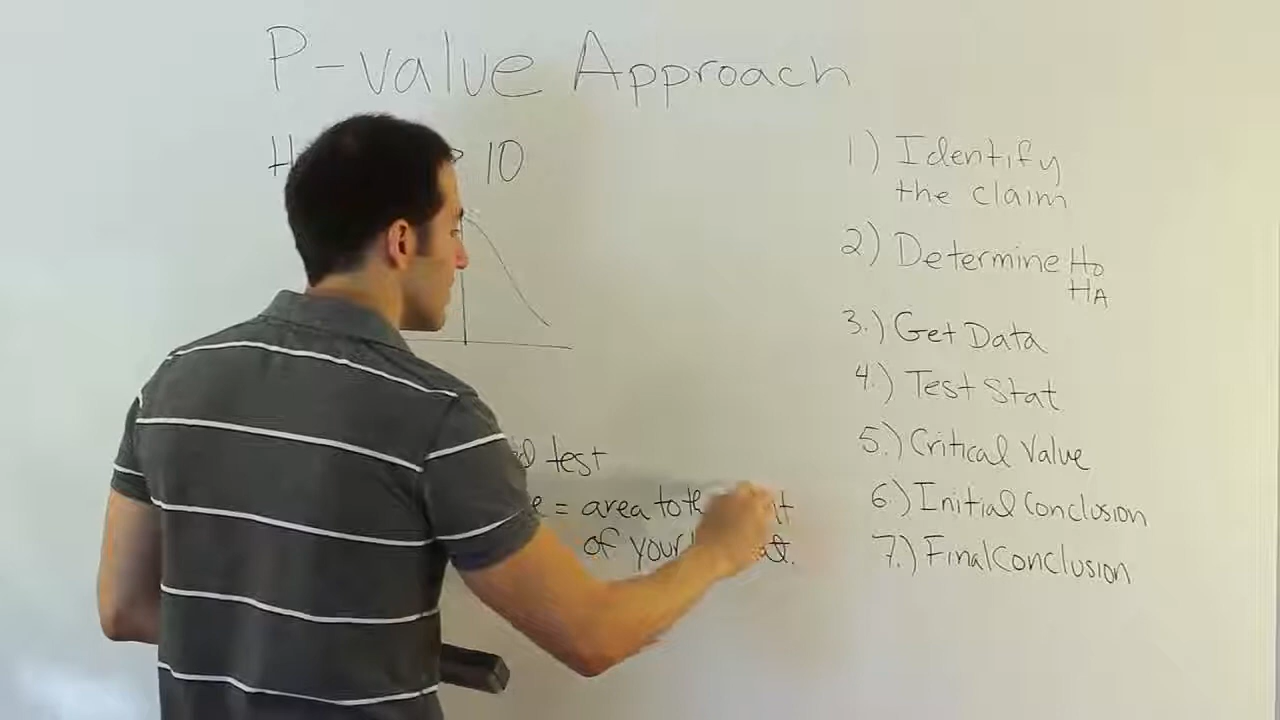 P-value Approach
10
test
= area to the
of your
1) Identify
the claim
2) Determine Ho
HA
3.) Get Data
4.) Test Stat
5.) Critical Value
6.) Initial Conclusion
7.) Final Conclusion